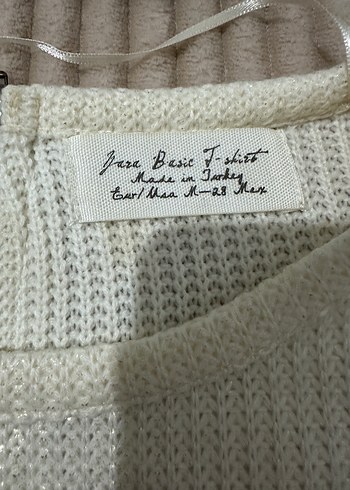 Zara Basic T-shirt
Made in Turkey
Eur/Usa M—28 Mex